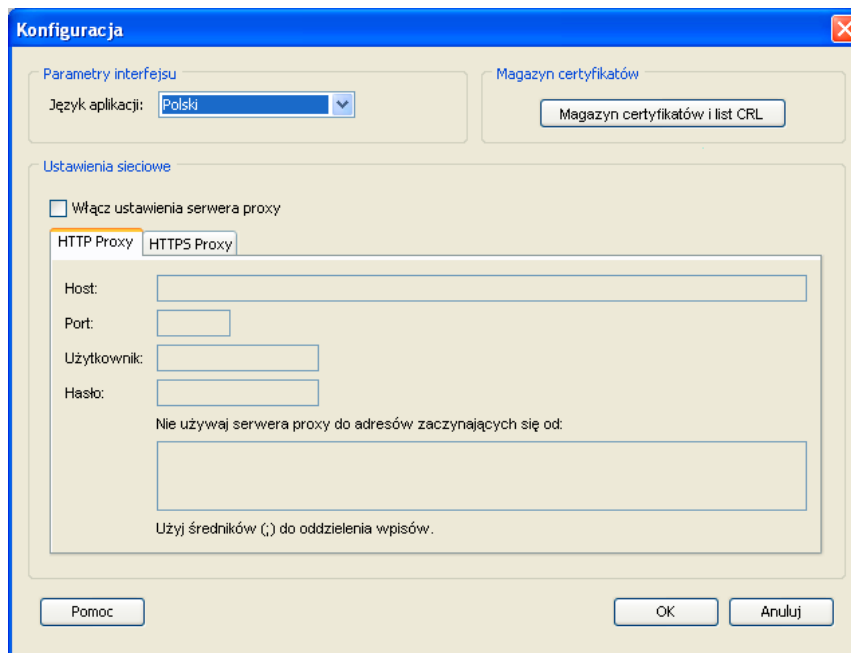 Konfiguracja
Parametry interfejsu
Język aplikacji: Polski
Magazyn certyfikatów
Magazyn certyfikatów i list CRL
Ustawienia sieciowe
Włącz ustawienia serwera proxy
HTTP Proxy HTTPS Proxy
Host:
Port:
Użytkownik:
Hasło:
Nie używaj serwera proxy do adresów zaczynających się od:
Użyj średników (;) do oddzielenia wpisów.
Pomoc OK Anuluj